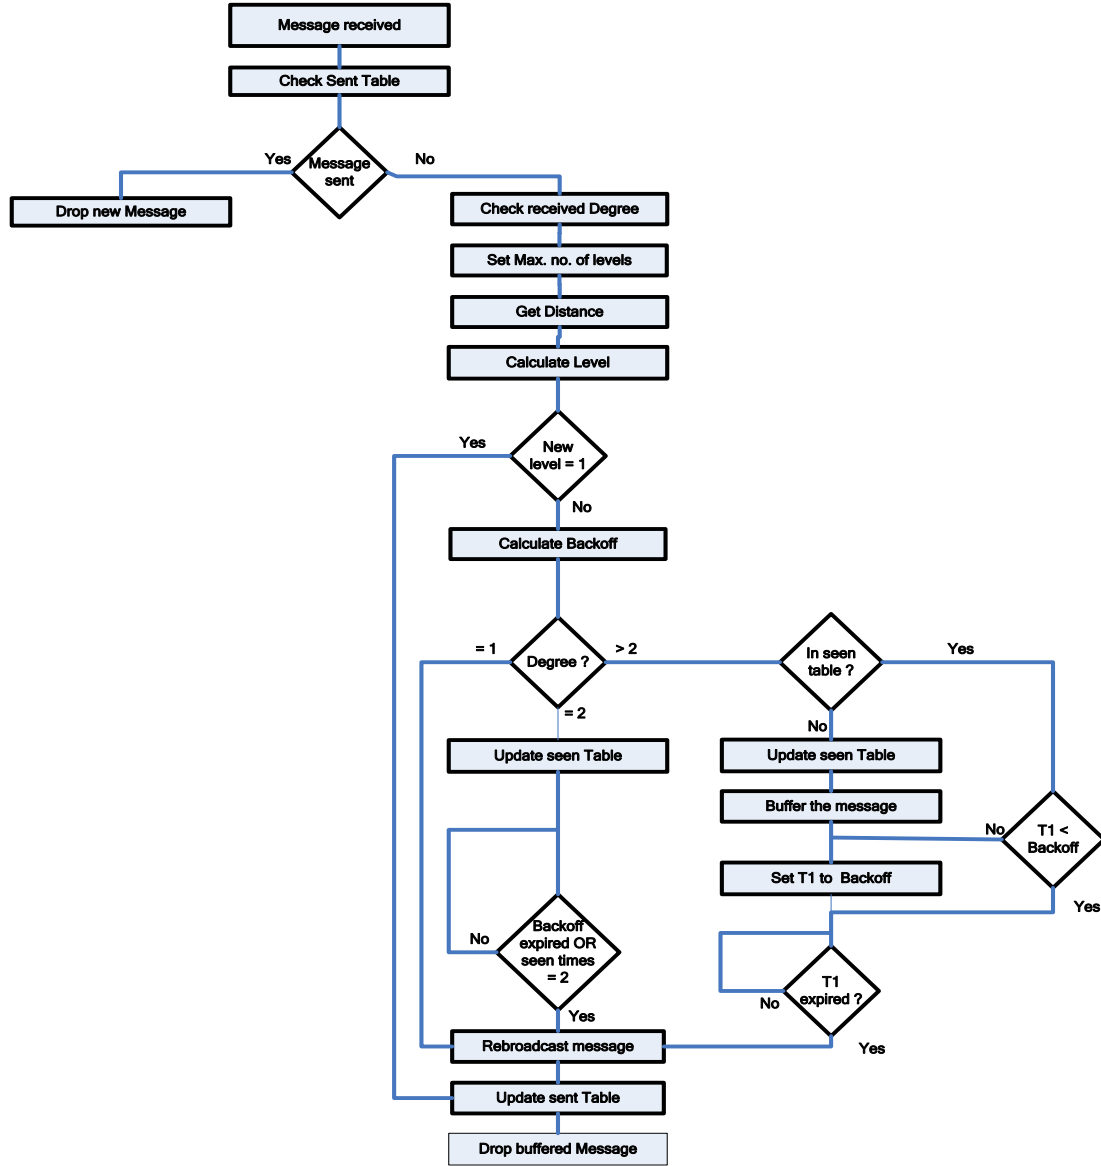 Message received
Check Sent Table
Yes
Message
sent
No
Drop new Message
Check received Degree
Set Max. no. of levels
Get Distance
Calculate Level
Yes
New
level = 1
No
Calculate Backoff
= 1
Degree ?
> 2
In seen
table ?
Yes
= 2
No
Update seen Table
Update seen Table
Buffer the message
No
T1 <
Backoff
Set T1 to Backoff
Yes
No
Backoff
expired OR
seen times
= 2
T1
expired ?
No
Yes
Rebroadcast message
Yes
Update sent Table
Drop buffered Message